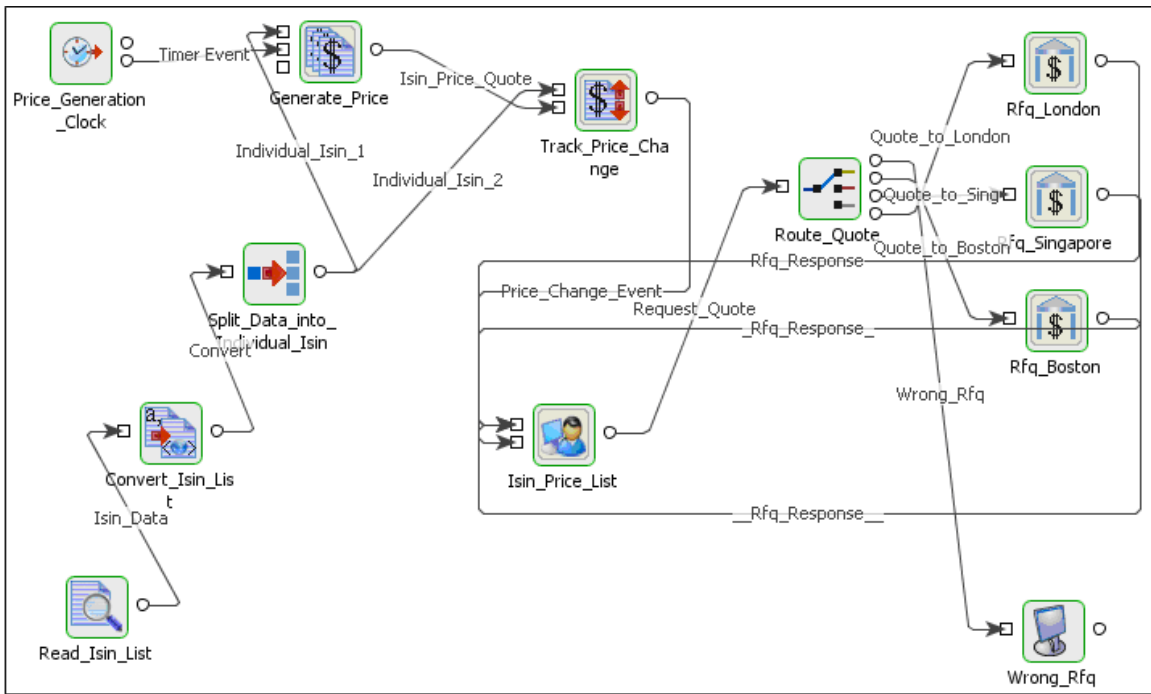 Timer Event
Price_Generation
_Clock
Generate_Price
Isin_Price_Quote
Rfq_London
Individual_Isin_1
Individual_Isin_2
Track_Price_Cha
nge
Quote_to_London
Quote_to_Sing
Route_Quote
Quote_to_Boston
Rfq_Singapore
Rfq_Response
Price_Change_Event
Request_Quote
_Rfq_Response_
Split_Data_into_
Individual_Isin
Convert
Rfq_Boston
Wrong_Rfq
a,
Convert_Isin_Lis
t
Isin_Price_List
Isin_Data
__Rfq_Response__
Read_Isin_List
Wrong_Rfq